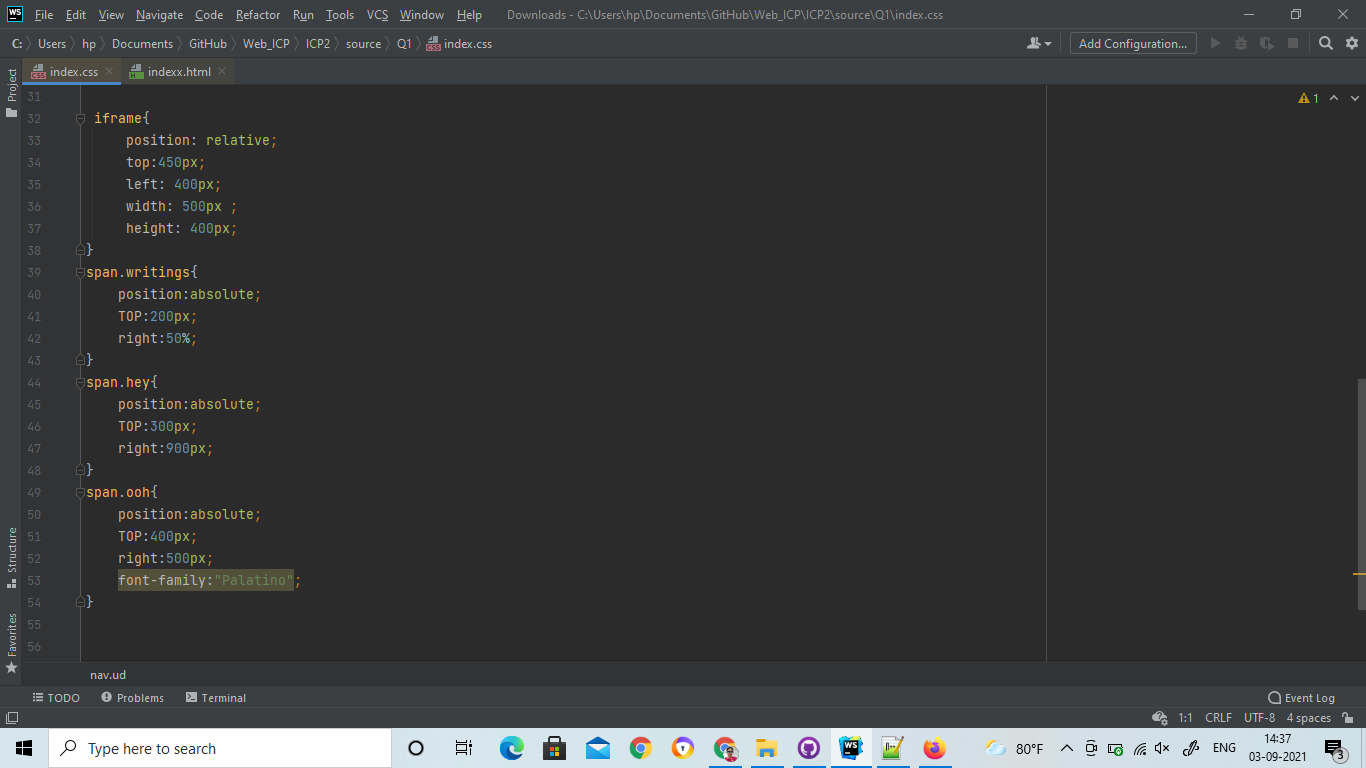 WS File Edit View Navigate Code Refactor Run Tools VCS Window Help Downloads - C:\Users\hp\Documents\GitHub\Web_ICP\ICP2\source\Q1\index.css
C: Users hp Documents GitHub Web_ICP ICP2 source Q1 index.css Add Configuration...
index.css indexx.html
Project
Structure
Favorites
31 1
32 iframe{
33 position: relative;
34 top:450px;
35 left: 400px;
36 width: 500px ;
37 height: 400px;
38 }
39 span.writings{
40 position:absolute;
41 TOP:200px;
42 right:50%;
43 }
44 span.hey{
45 position:absolute;
46 TOP:300px;
47 right:900px;
48 }
49 span.ooh{
50 position:absolute;
51 TOP:400px;
52 right:500px;
53 font-family:"Palatino";
54 }
55
56
nav.ud
TODO Problems Terminal Event Log
1:1 CRLF UTF-8 4 spaces
Type here to search 80°F ENG 14:37
03-09-2021 3